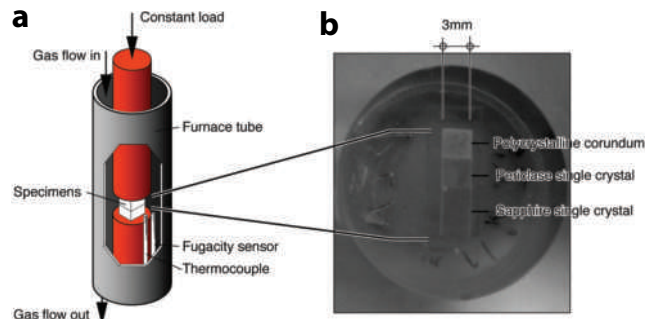 a
Constant load
Gas flow in
Furnace tube
Specimens
Fugacity sensor
Thermocouple
Gas flow out
b
3mm
Polycrystalline corundum
Periclase single crystal
Sapphire single crystal